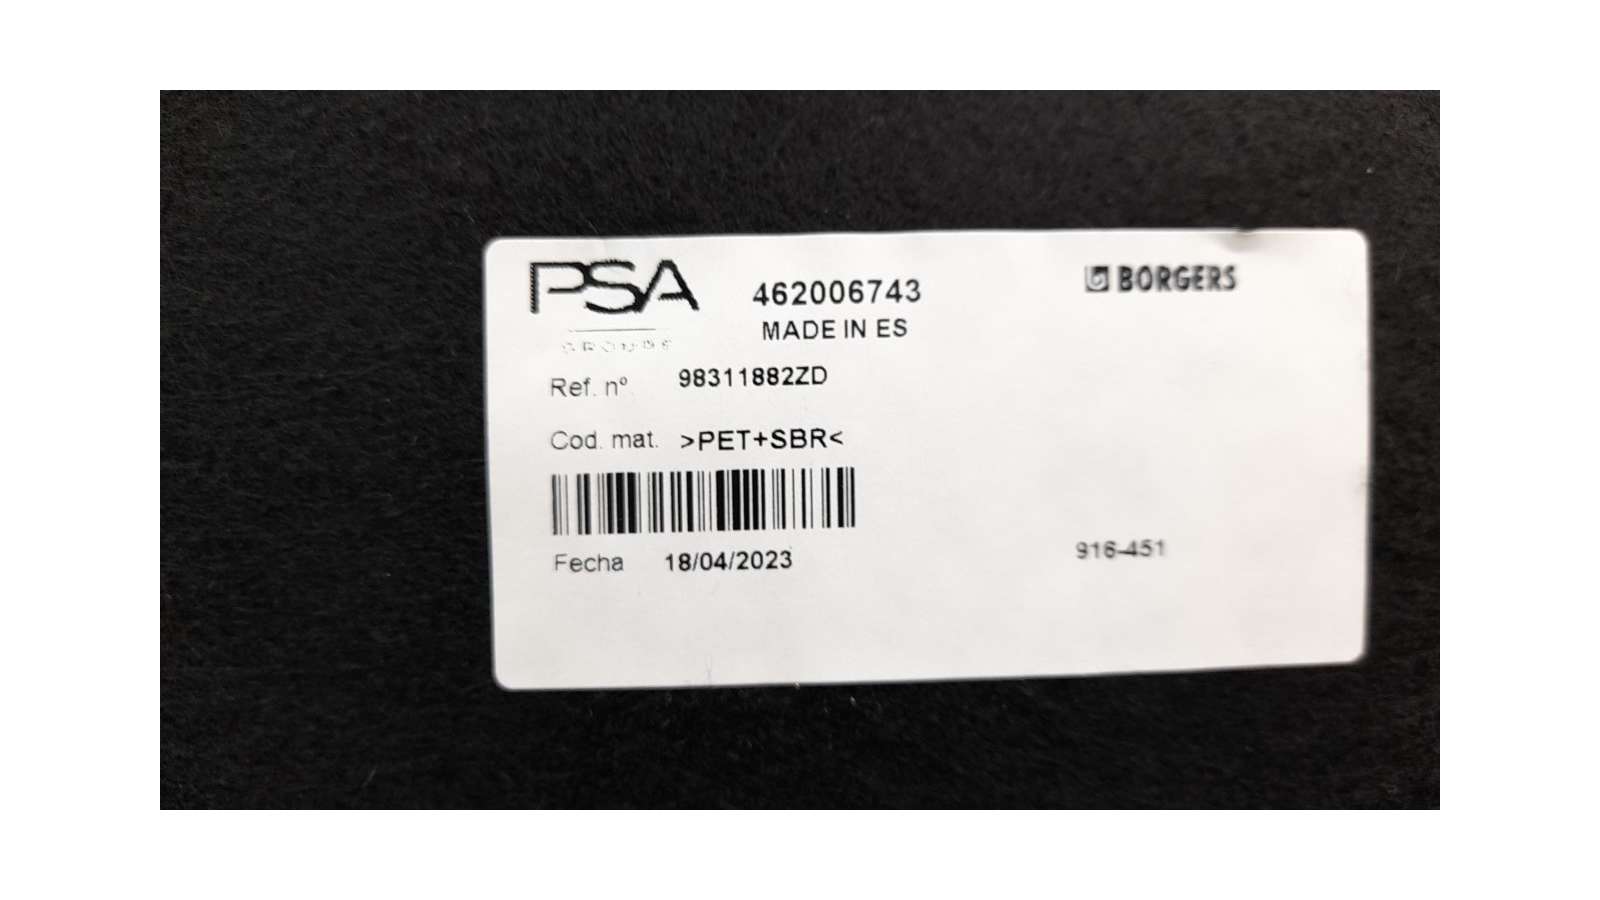 PSA
GROUPE
462006743
MADE IN ES
BORGERS
Ref. nº 98311882ZD
Cod. mat. >PET+SBR<
Fecha 18/04/2023
916-451